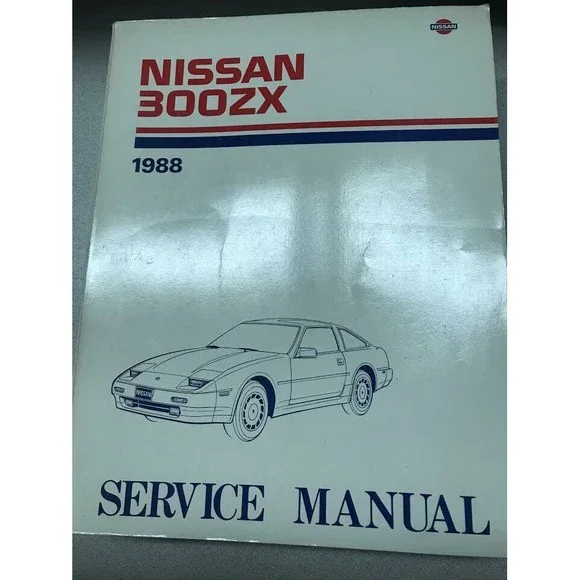 NISSAN
NISSAN
300ZX
1988
NISSAN
SERVICE MANUAL